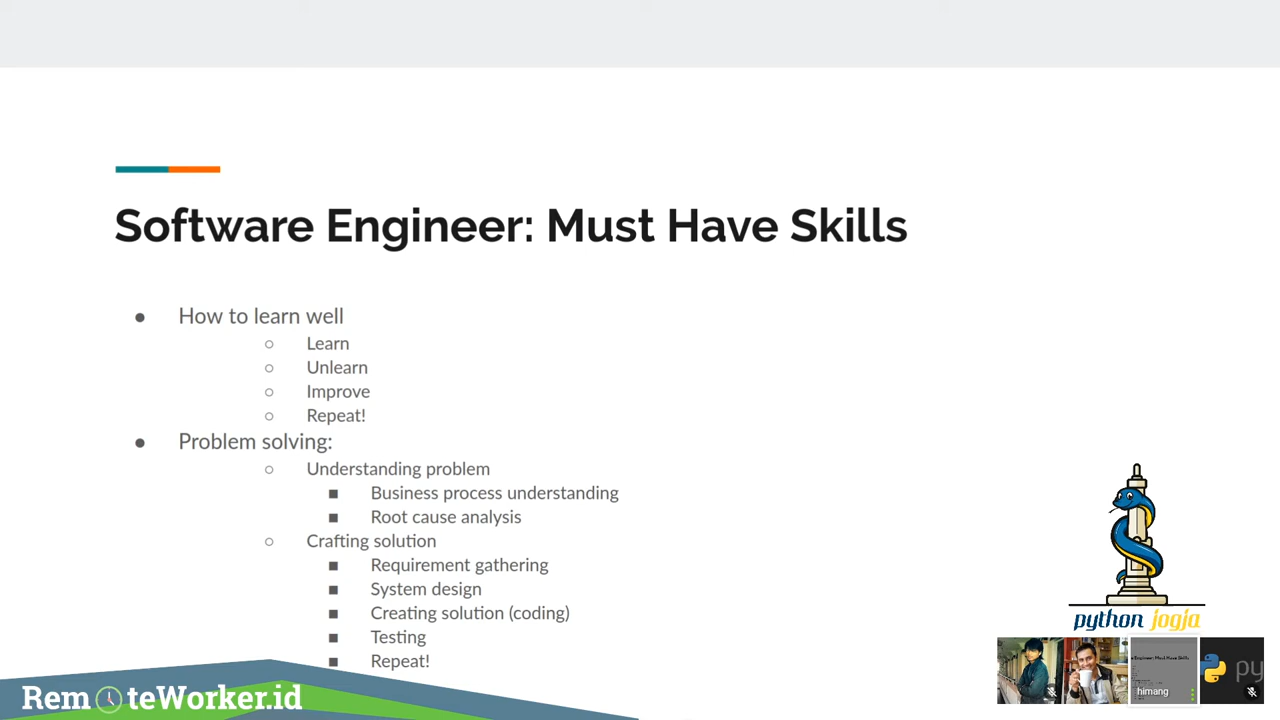 Software Engineer: Must Have Skills
● How to learn well
○ Learn
○ Unlearn
○ Improve
○ Repeat!
● Problem solving:
○ Understanding problem
■ Business process understanding
■ Root cause analysis
○ Crafting solution
■ Requirement gathering
■ System design
■ Creating solution (coding)
■ Testing
■ Repeat!
python jogja
himang
py
RemoteWorker.id